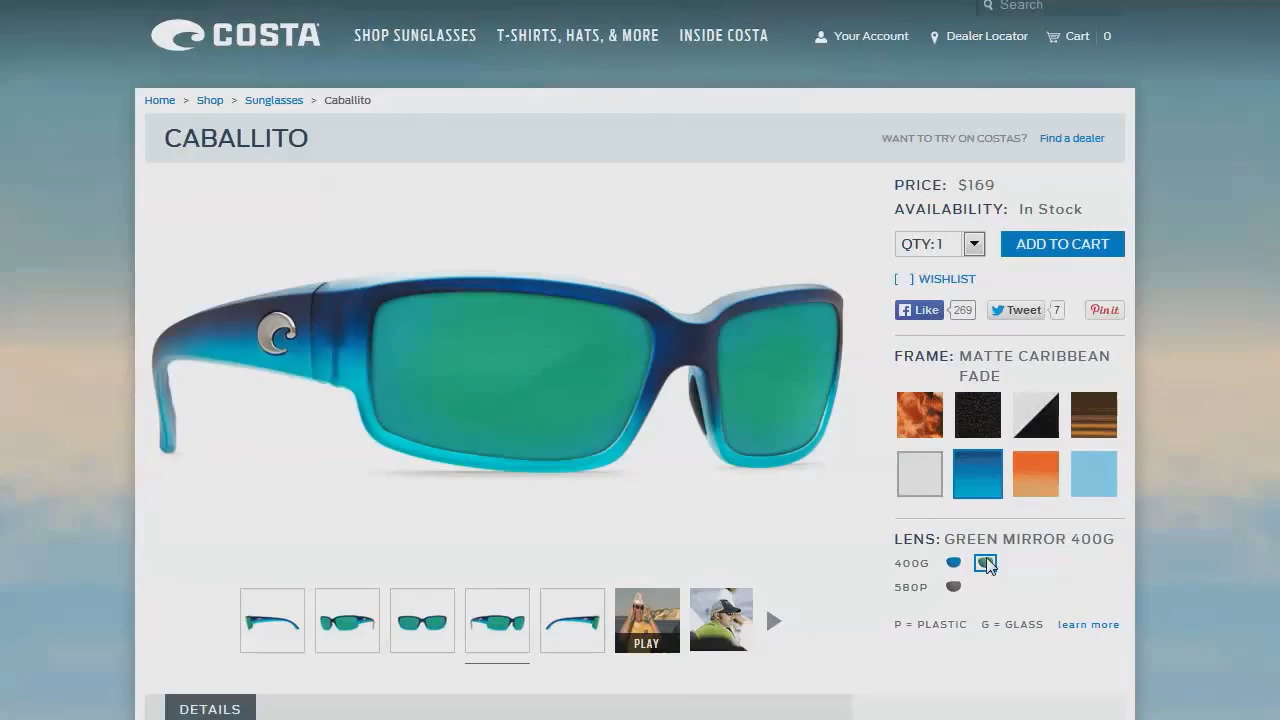 Search
COSTA
SHOP SUNGLASSES T-SHIRTS, HATS, & MORE INSIDE COSTA
Your Account Dealer Locator Cart 0
Home > Shop > Sunglasses > Caballito
CABALLITO
WANT TO TRY ON COSTAS? Find a dealer
PRICE: $169
AVAILABILITY: In Stock
QTY: 1 ADD TO CART
[ ] WISHLIST
Like 269 Tweet 7 Pin it
FRAME: MATTE CARIBBEAN
FADE
LENS: GREEN MIRROR 400G
400G
580P
P = PLASTIC G = GLASS learn more
PLAY
DETAILS